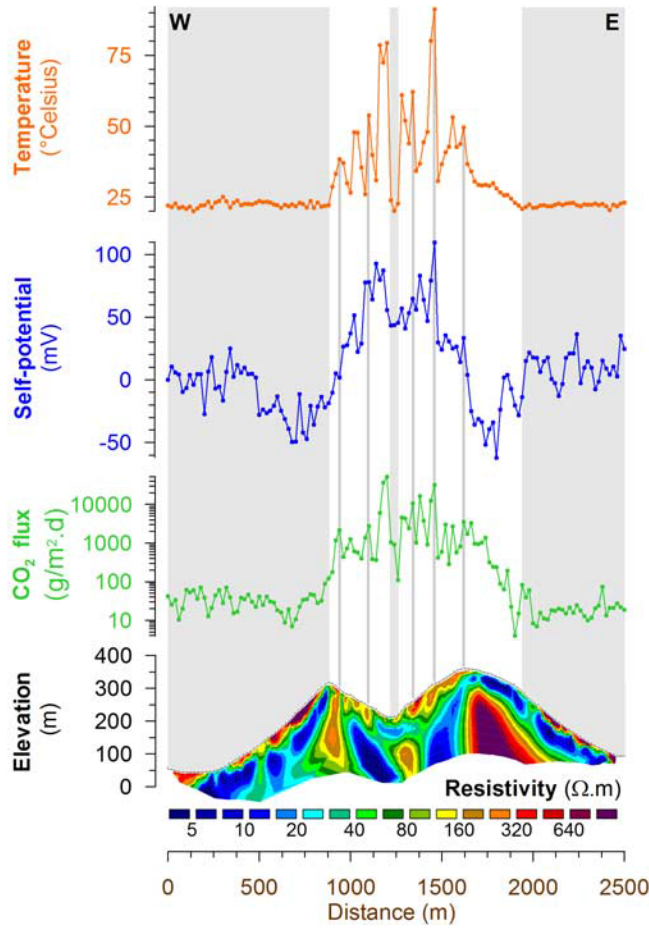 W E
Temperature
(°Celsius)
75
50
25
Self-potential
(mV)
100
50
0
-50
CO₂ flux
(g/m².d)
10000
1000
100
10
Elevation
(m)
400
300
200
100
0
Resistivity (Ω.m)
5 10 20 40 80 160 320 640
0 500 1000 1500 2000 2500
Distance (m)